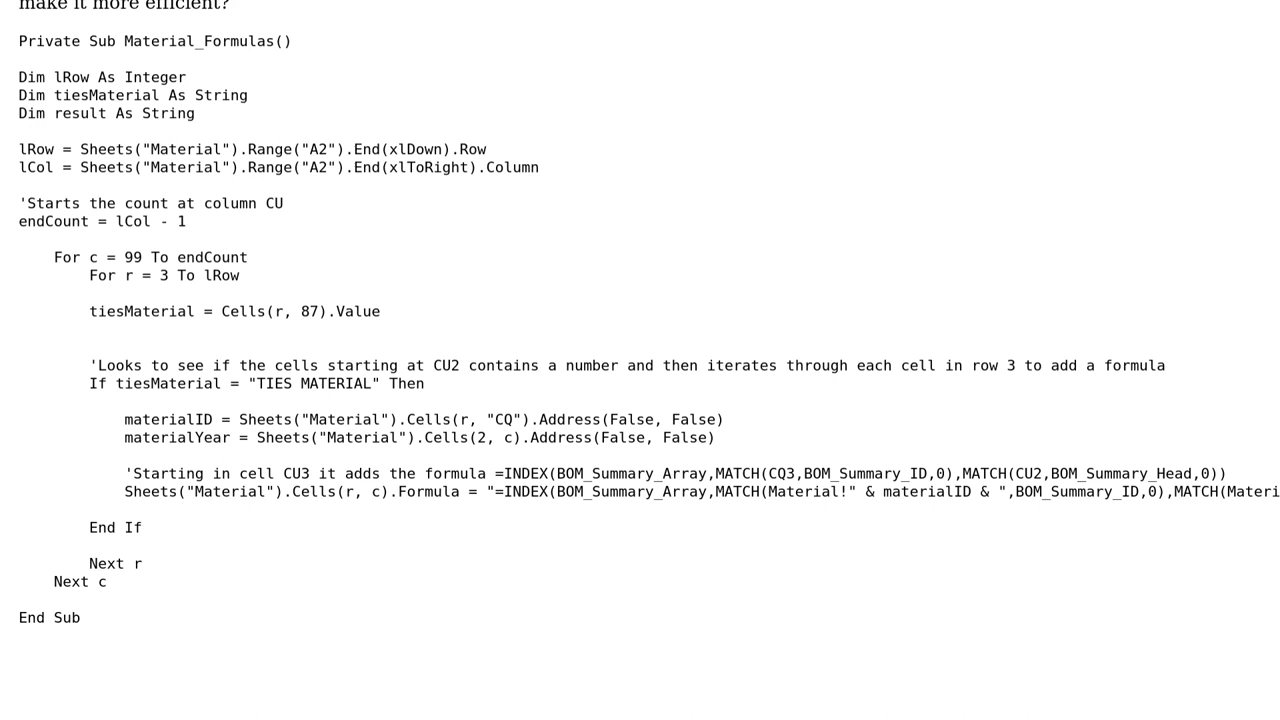 make it more efficient?
Private Sub Material_Formulas()
Dim lRow As Integer
Dim tiesMaterial As String
Dim result As String
lRow = Sheets("Material").Range("A2").End(xlDown).Row
lCol = Sheets("Material").Range("A2").End(xlToRight).Column
'Starts the count at column CU
endCount = lCol - 1
For c = 99 To endCount
For r = 3 To lRow
tiesMaterial = Cells(r, 87).Value
'Looks to see if the cells starting at CU2 contains a number and then iterates through each cell in row 3 to add a formula
If tiesMaterial = "TIES MATERIAL" Then
materialID = Sheets("Material").Cells(r, "CQ").Address(False, False)
materialYear = Sheets("Material").Cells(2, c).Address(False, False)
'Starting in cell CU3 it adds the formula =INDEX(BOM_Summary_Array,MATCH(CQ3,BOM_Summary_ID,0),MATCH(CU2,BOM_Summary_Head,0))
Sheets("Material").Cells(r, c).Formula = "=INDEX(BOM_Summary_Array,MATCH(Material!" & materialID & ",BOM_Summary_ID,0),MATCH(Materi
End If
Next r
Next c
End Sub